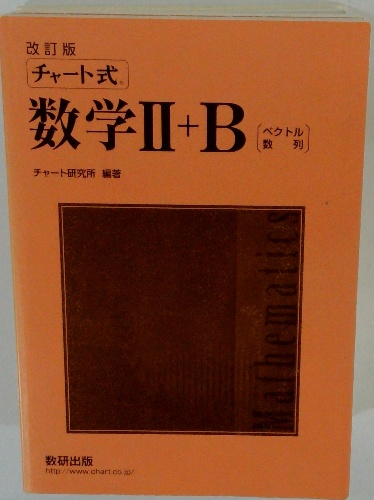 改訂版
チャート式®
数学II+B
ベクトル
数列
チャート研究所 編著
Mathematics
数研出版
http://www.chart.co.jp/